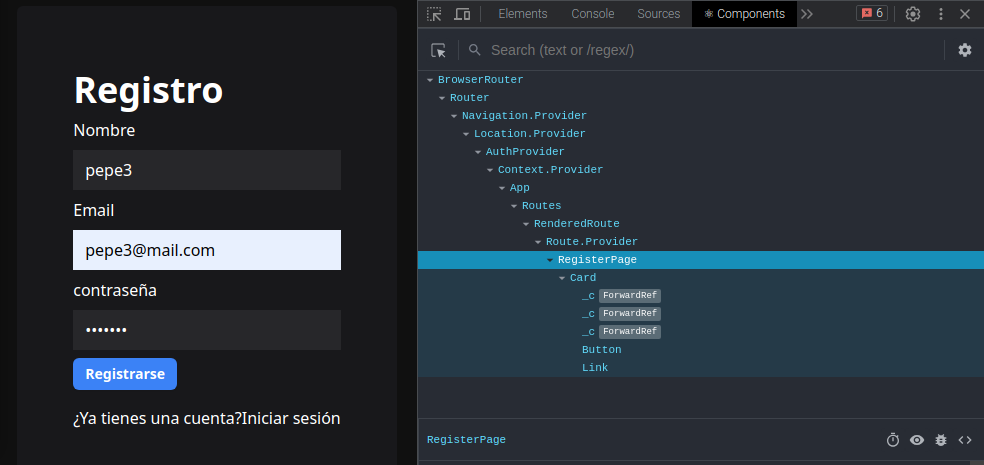 Registro
Nombre
pepe3
Email
pepe3@mail.com
contraseña
•••••••
Registrarse
¿Ya tienes una cuenta?Iniciar sesión
Elements Console Sources ⚛ Components 6
Search (text or /regex/)
BrowserRouter
Router
Navigation.Provider
Location.Provider
AuthProvider
Context.Provider
App
Routes
RenderedRoute
Route.Provider
RegisterPage
Card
_c ForwardRef
_c ForwardRef
_c ForwardRef
Button
Link
RegisterPage